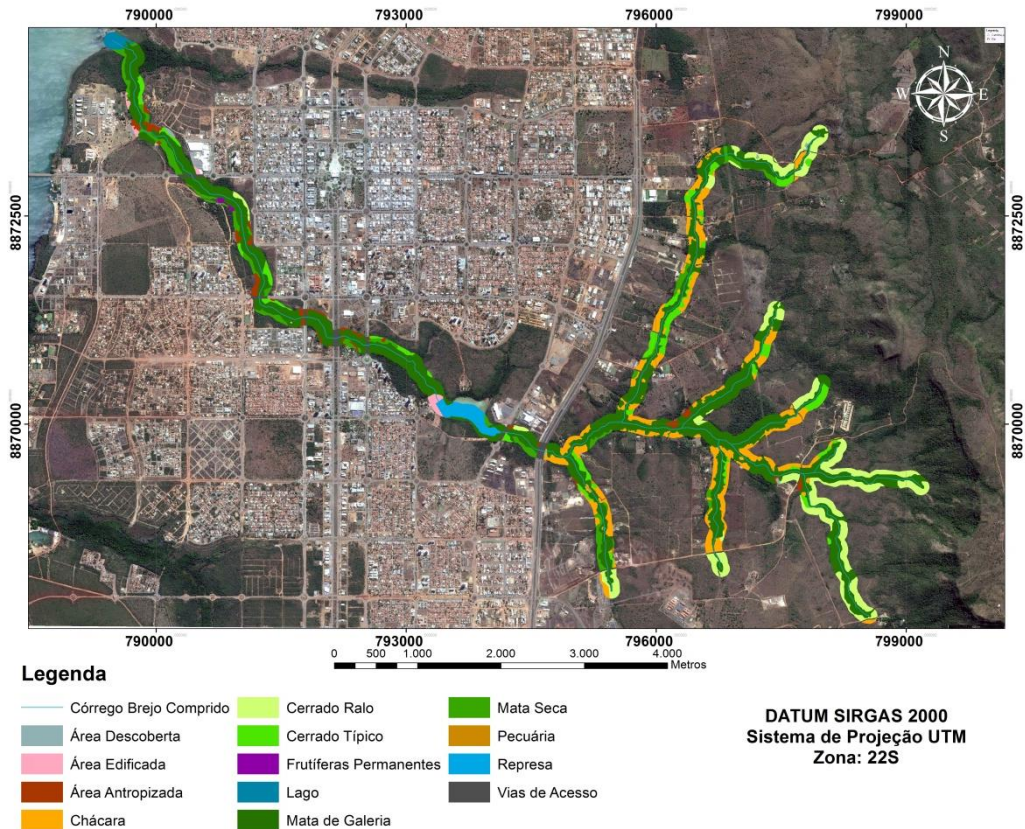 790000 793000 796000 799000
N
W E
S
8872500 8872500
8870000 8870000
790000 793000 796000 799000
0 500 1.000 2.000 3.000 4.000
Metros
Legenda
Córrego Brejo Comprido
Área Descoberta
Área Edificada
Área Antropizada
Chácara
Cerrado Ralo
Cerrado Típico
Frutíferas Permanentes
Lago
Mata de Galeria
Mata Seca
Pecuária
Represa
Vias de Acesso
DATUM SIRGAS 2000
Sistema de Projeção UTM
Zona: 22S